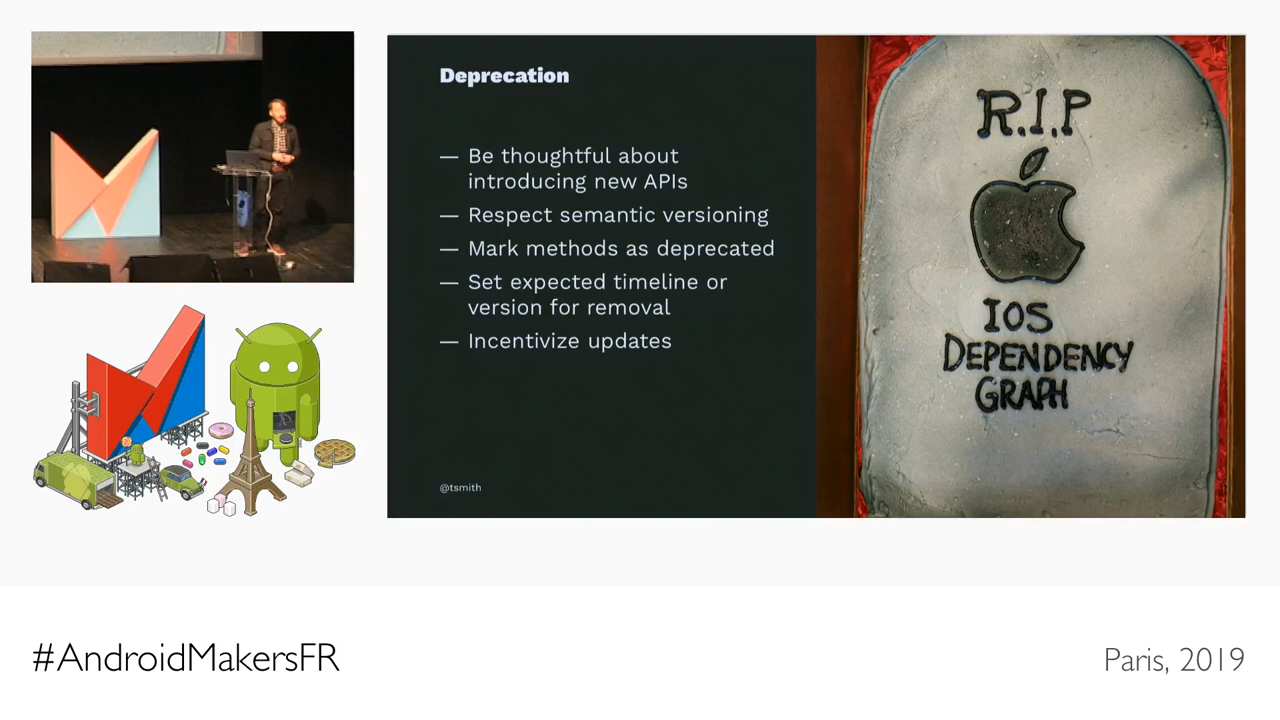 Deprecation
— Be thoughtful about
introducing new APIs
— Respect semantic versioning
— Mark methods as deprecated
— Set expected timeline or
version for removal
— Incentivize updates
@tsmith
R.I.P
IOS
DEPENDENCY
GRAPH
#AndroidMakersFR
Paris, 2019